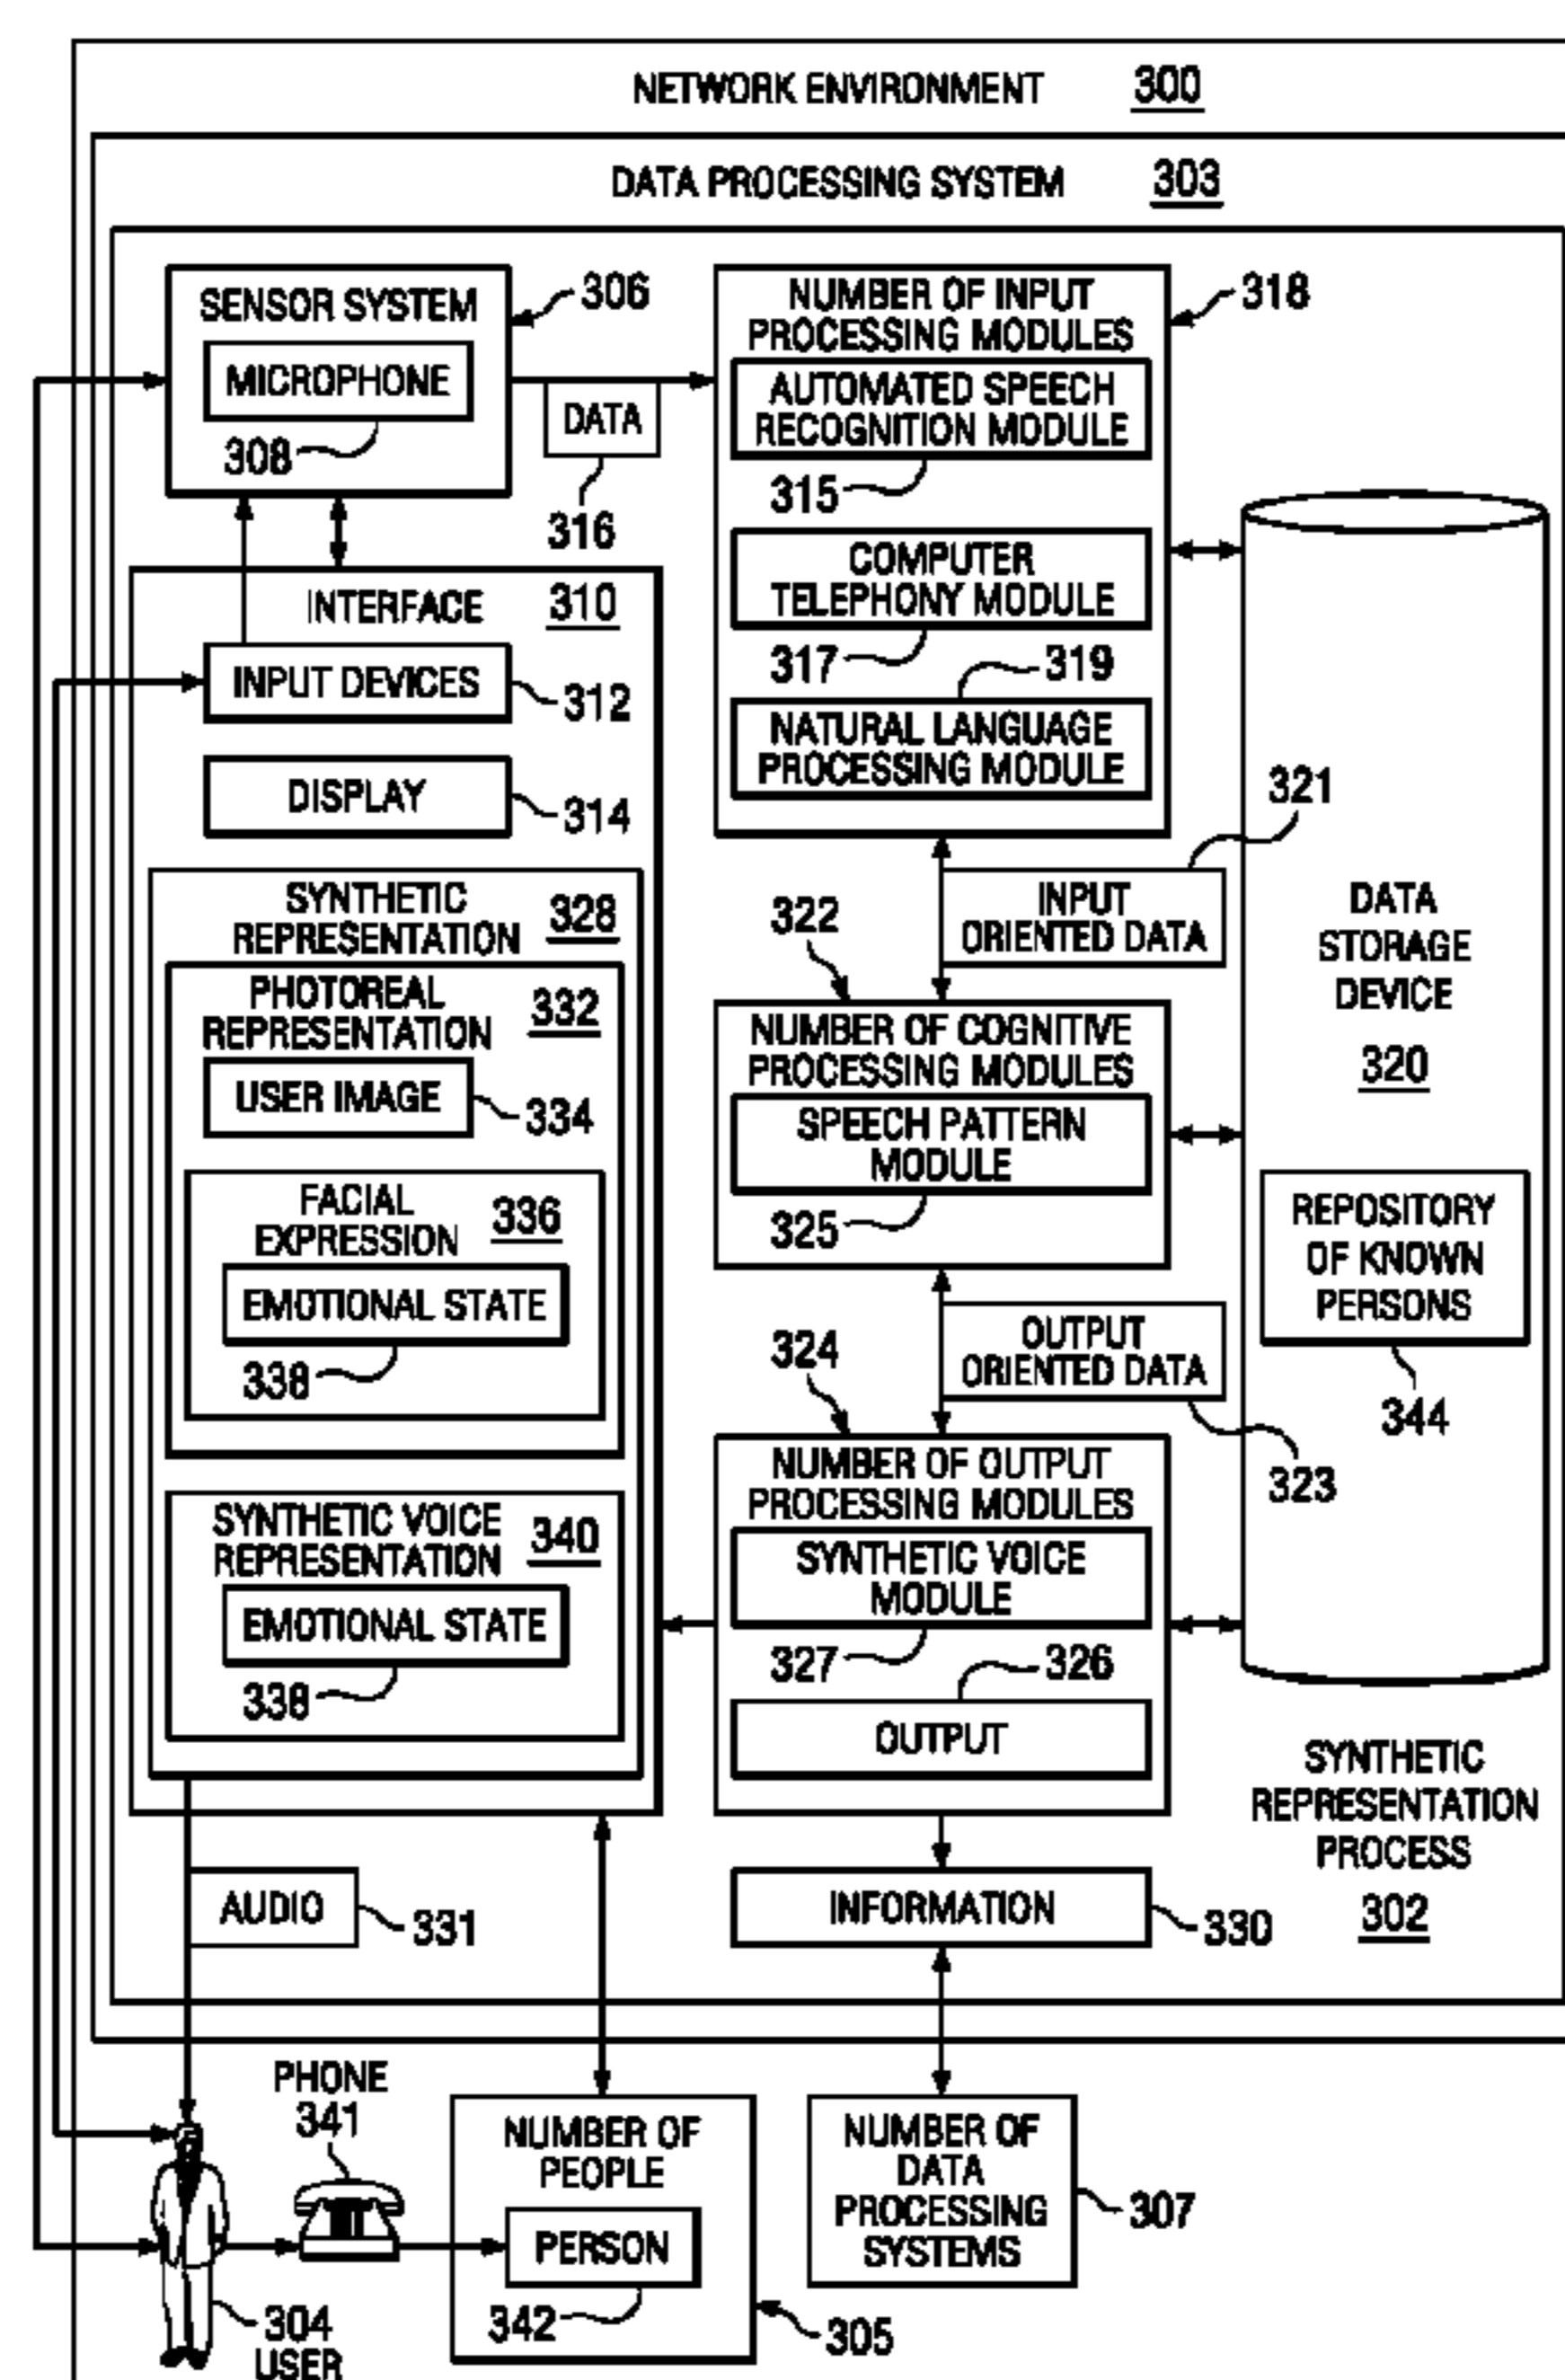 NETWORK ENVIRONMENT 300
DATA PROCESSING SYSTEM 303
SENSOR SYSTEM
306
MICROPHONE
308
DATA
316
NUMBER OF INPUT
PROCESSING MODULES
318
AUTOMATED SPEECH
RECOGNITION MODULE
315
COMPUTER
TELEPHONY MODULE
317
319
NATURAL LANGUAGE
PROCESSING MODULE
INTERFACE 310
INPUT DEVICES
312
DISPLAY
314
SYNTHETIC
REPRESENTATION 328
PHOTOREAL
REPRESENTATION 332
USER IMAGE
334
FACIAL
EXPRESSION 336
EMOTIONAL STATE
338
SYNTHETIC VOICE
REPRESENTATION 340
EMOTIONAL STATE
338
321
INPUT
ORIENTED DATA
322
NUMBER OF COGNITIVE
PROCESSING MODULES
SPEECH PATTERN
MODULE
325
OUTPUT
ORIENTED DATA
323
324
NUMBER OF OUTPUT
PROCESSING MODULES
SYNTHETIC VOICE
MODULE
327
326
OUTPUT
DATA
STORAGE
DEVICE
320
REPOSITORY
OF KNOWN
PERSONS
344
SYNTHETIC
REPRESENTATION
PROCESS
302
AUDIO
331
INFORMATION
330
PHONE
341
NUMBER OF
PEOPLE
PERSON
342
305
NUMBER OF
DATA
PROCESSING
SYSTEMS
307
304
USER